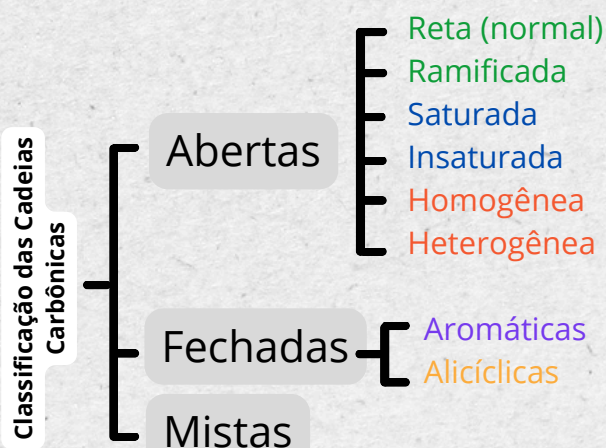 Classificação das Cadeias
Carbônicas
Abertas
Reta (normal)
Ramificada
Saturada
Insaturada
Homogênea
Heterogênea
Fechadas
Aromáticas
Alicíclicas
Mistas